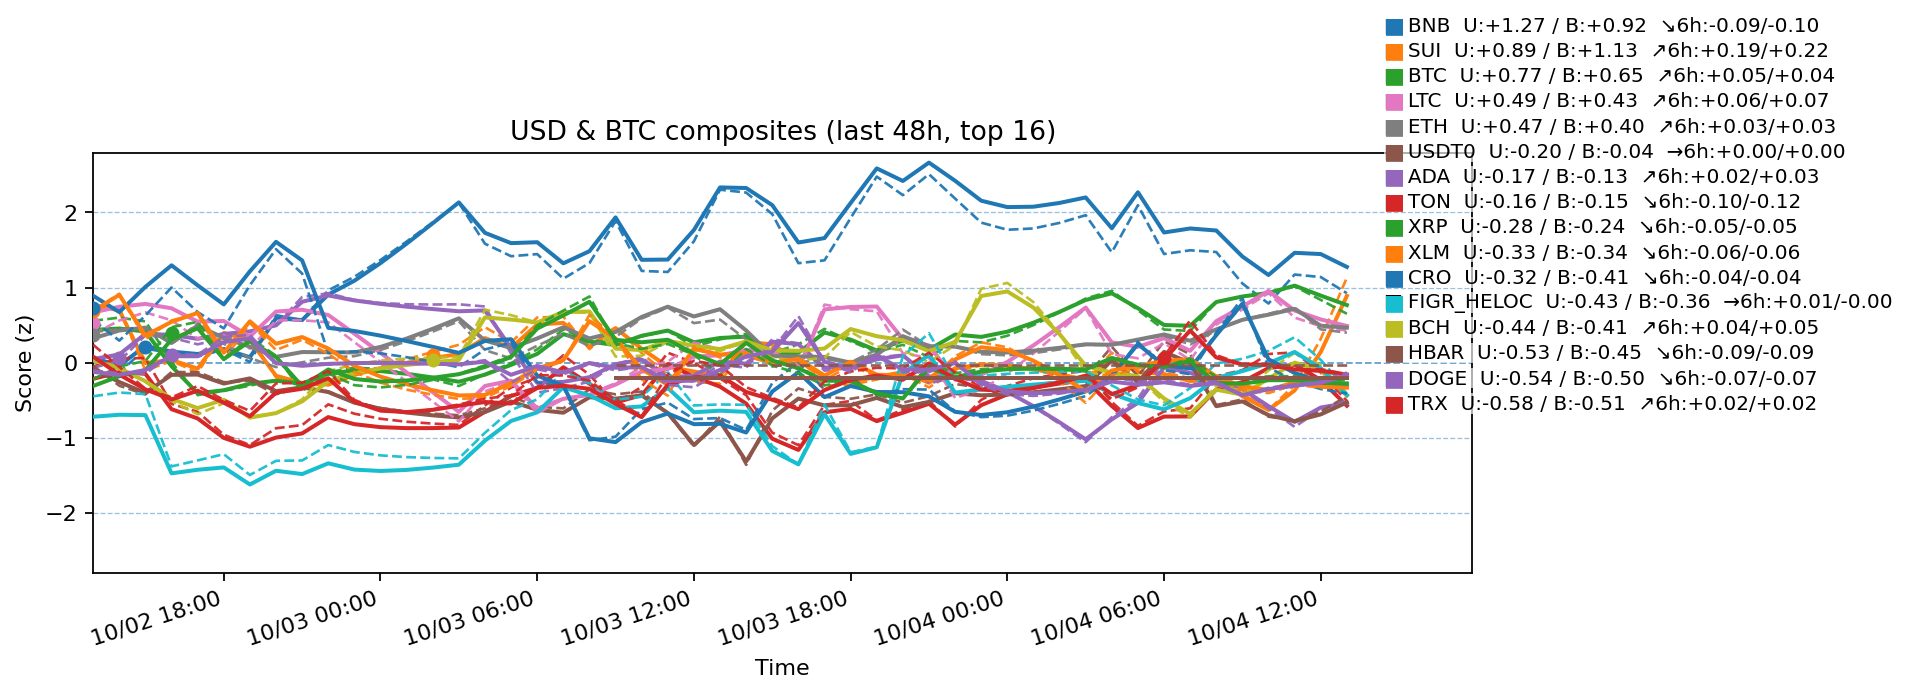 BNB  U:+1.27 / B:+0.92  ↘6h:-0.09/-0.10
SUI  U:+0.89 / B:+1.13  ↗6h:+0.19/+0.22
BTC  U:+0.77 / B:+0.65  ↗6h:+0.05/+0.04
LTC  U:+0.49 / B:+0.43  ↗6h:+0.06/+0.07
ETH  U:+0.47 / B:+0.40  ↗6h:+0.03/+0.03
USDT0  U:-0.20 / B:-0.04  →6h:+0.00/+0.00
ADA  U:-0.17 / B:-0.13  ↗6h:+0.02/+0.03
TON  U:-0.16 / B:-0.15  ↘6h:-0.10/-0.12
XRP  U:-0.28 / B:-0.24  ↘6h:-0.05/-0.05
XLM  U:-0.33 / B:-0.34  ↘6h:-0.06/-0.06
CRO  U:-0.32 / B:-0.41  ↘6h:-0.04/-0.04
FIGR_HELOC  U:-0.43 / B:-0.36  →6h:+0.01/-0.00
BCH  U:-0.44 / B:-0.41  ↗6h:+0.04/+0.05
HBAR  U:-0.53 / B:-0.45  ↘6h:-0.09/-0.09
DOGE  U:-0.54 / B:-0.50  ↘6h:-0.07/-0.07
TRX  U:-0.58 / B:-0.51  ↗6h:+0.02/+0.02
USD & BTC composites (last 48h, top 16)
Score (z)
2
1
0
−1
−2
10/02 18:00
10/03 00:00
10/03 06:00
10/03 12:00
10/03 18:00
10/04 00:00
10/04 06:00
10/04 12:00
Time